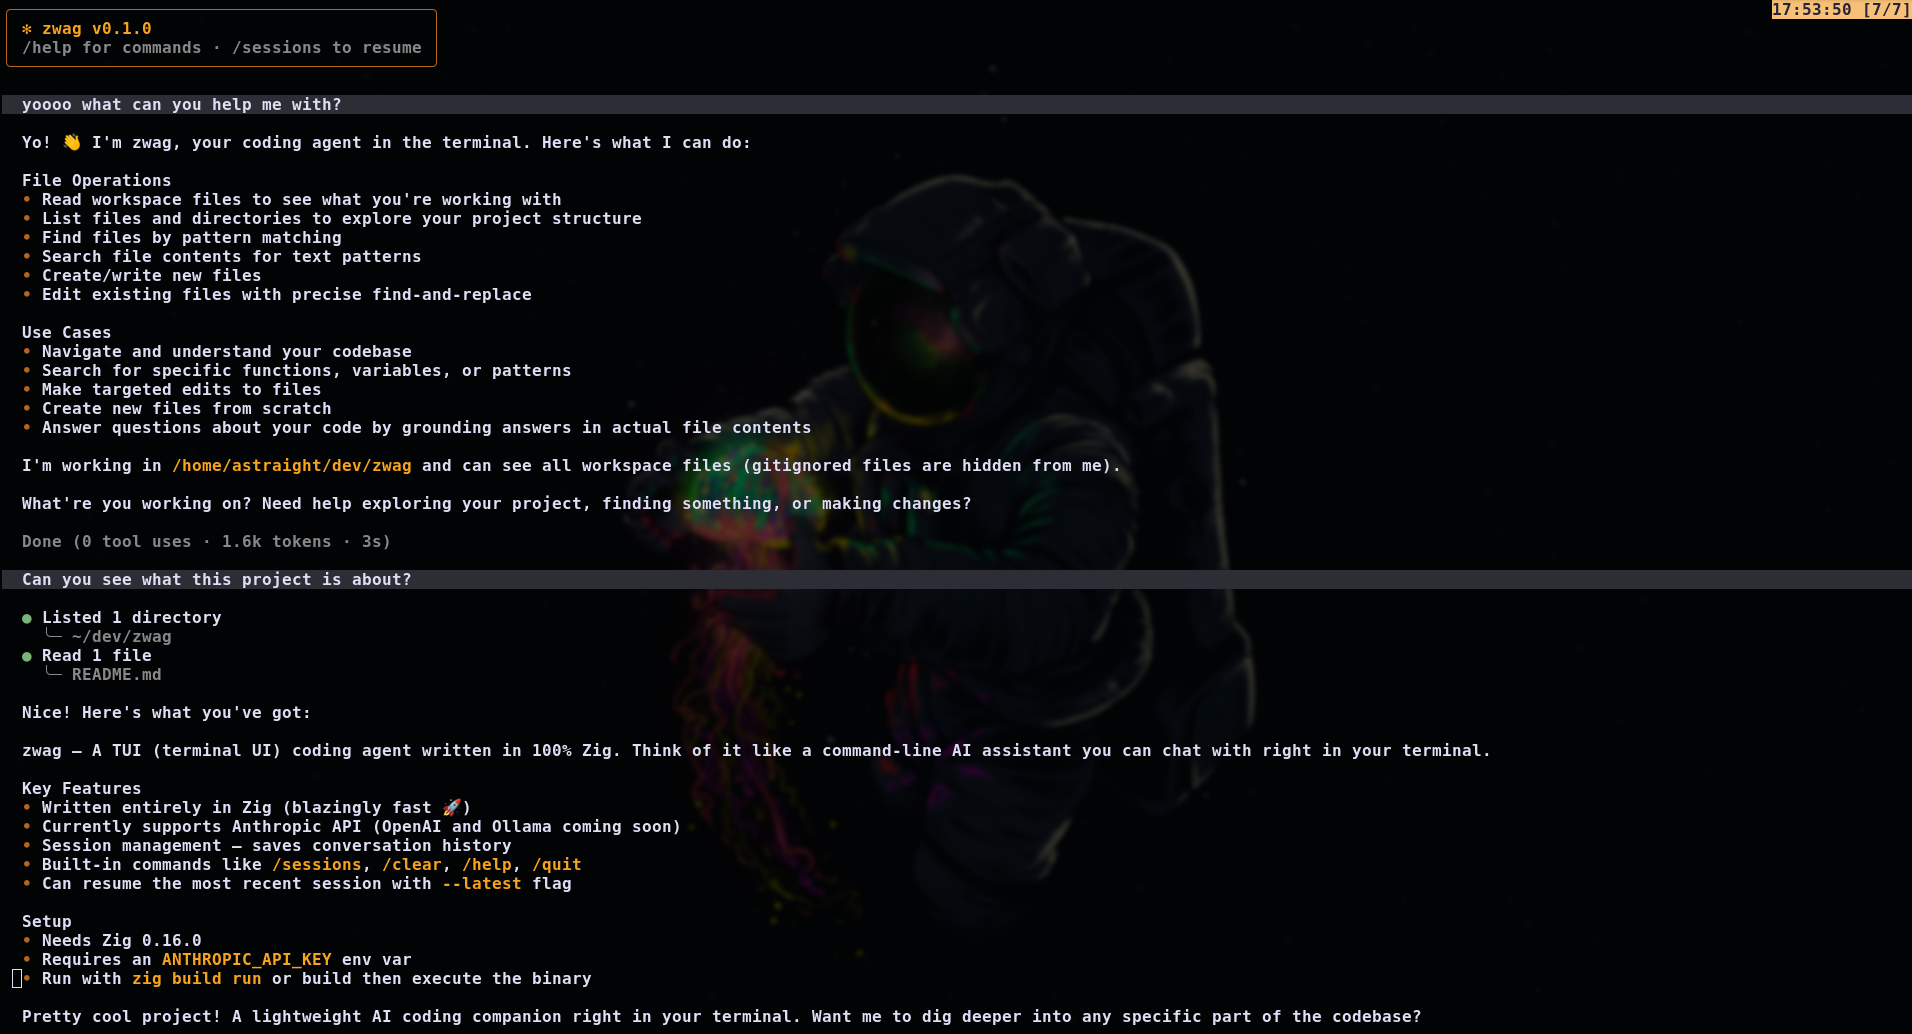 ✻ zwag v0.1.0
/help for commands · /sessions to resume
17:53:50 [7/7]
yoooo what can you help me with?
Yo! 👋 I'm zwag, your coding agent in the terminal. Here's what I can do:
File Operations
• Read workspace files to see what you're working with
• List files and directories to explore your project structure
• Find files by pattern matching
• Search file contents for text patterns
• Create/write new files
• Edit existing files with precise find-and-replace
Use Cases
• Navigate and understand your codebase
• Search for specific functions, variables, or patterns
• Make targeted edits to files
• Create new files from scratch
• Answer questions about your code by grounding answers in actual file contents
I'm working in /home/astraight/dev/zwag and can see all workspace files (gitignored files are hidden from me).
What're you working on? Need help exploring your project, finding something, or making changes?
Done (0 tool uses · 1.6k tokens · 3s)
Can you see what this project is about?
● Listed 1 directory
╰─ ~/dev/zwag
● Read 1 file
╰─ README.md
Nice! Here's what you've got:
zwag — A TUI (terminal UI) coding agent written in 100% Zig. Think of it like a command-line AI assistant you can chat with right in your terminal.
Key Features
• Written entirely in Zig (blazingly fast 🚀)
• Currently supports Anthropic API (OpenAI and Ollama coming soon)
• Session management — saves conversation history
• Built-in commands like /sessions, /clear, /help, /quit
• Can resume the most recent session with --latest flag
Setup
• Needs Zig 0.16.0
• Requires an ANTHROPIC_API_KEY env var
• Run with zig build run or build then execute the binary
Pretty cool project! A lightweight AI coding companion right in your terminal. Want me to dig deeper into any specific part of the codebase?